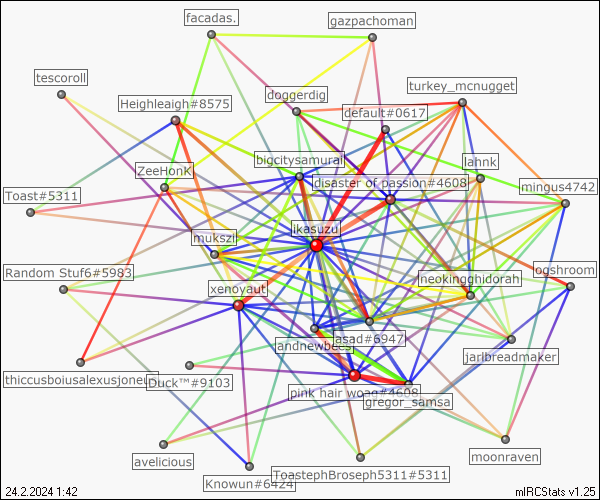 facadas.
gazpachoman
tescoroll
turkey_mcnugget
doggerdig
Heighleigh#8575
default#0617
bigcitysamurai
lahnk
ZeeHonK
disaster of passion#4608
mingus4742
Toast#5311
ikasuzu
mukszi
Random Stuf6#5983
neokingghidorah
ogshroom
xenoyaut
asad#6947
andnewbees
jaribreadmaker
thiccusboiusalexusjoneus
Duck™#9103
pink hair woag#4608
gregor_samsa
moonraven
avelicious
ToastephBroseph5311#5311
Knowun#6424
24.2.2024 1:42
mIRCStats v1.25